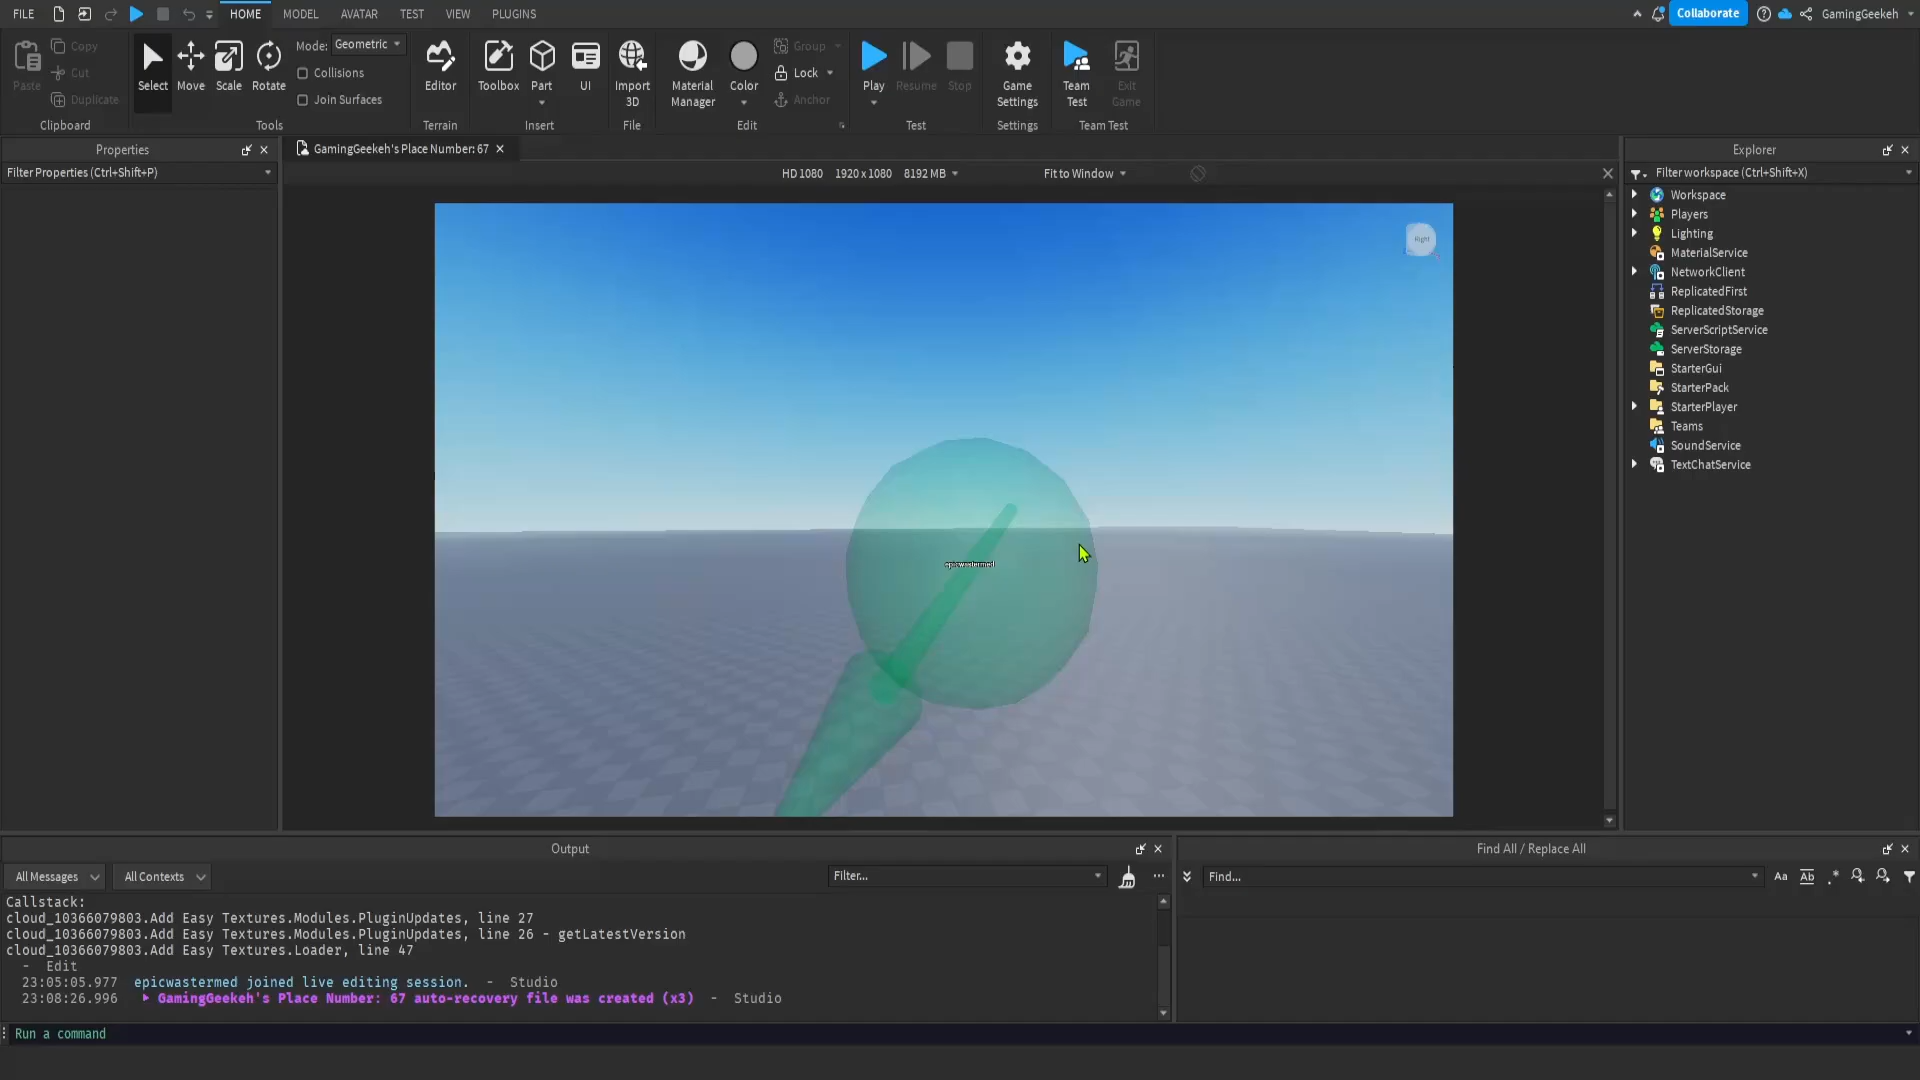 FILE HOME MODEL AVATAR TEST VIEW PLUGINS Collaborate GamingGeekeh
Paste Copy Cut Duplicate Clipboard
Select Move Scale Rotate Mode: Geometric Collisions Join Surfaces Tools
Editor Terrain
Toolbox Part UI Insert
Import 3D File
Material Manager Color Group Lock Anchor Edit
Play Resume Stop Test
Game Settings Settings
Team Test Exit Game Team Test
Properties
Filter Properties (Ctrl+Shift+P)
GamingGeekeh's Place Number: 67
HD 1080 1920 x 1080 8192 MB Fit to Window
Right
epicwastermed
Explorer
Filter workspace (Ctrl+Shift+X)
Workspace
Players
Lighting
MaterialService
NetworkClient
ReplicatedFirst
ReplicatedStorage
ServerScriptService
ServerStorage
StarterGui
StarterPack
StarterPlayer
Teams
SoundService
TextChatService
Output
All Messages All Contexts Filter...
Callstack:
cloud_10366079803.Add Easy Textures.Modules.PluginUpdates, line 27
cloud_10366079803.Add Easy Textures.Modules.PluginUpdates, line 26 - getLatestVersion
cloud_10366079803.Add Easy Textures.Loader, line 47
- Edit
23:05:05.977 epicwastermed joined live editing session. - Studio
23:08:26.996 GamingGeekeh's Place Number: 67 auto-recovery file was created (x3) - Studio
Find All / Replace All
Find... Aa Ab .*
Run a command